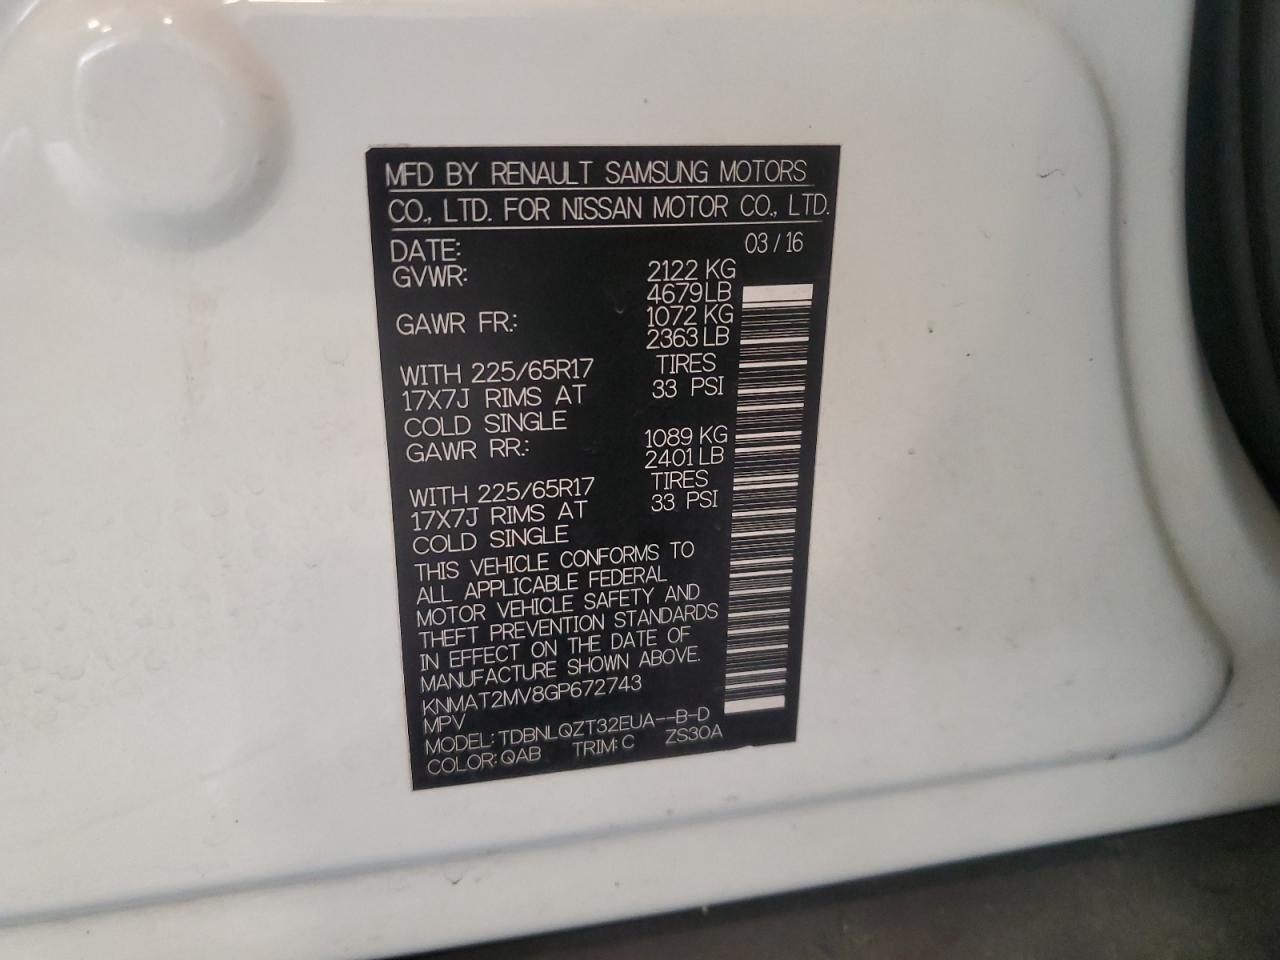 MFD BY RENAULT SAMSUNG MOTORS
CO., LTD. FOR NISSAN MOTOR CO., LTD.
DATE: 03 / 16
GVWR: 2122 KG
4679 LB
GAWR FR.: 1072 KG
2363 LB
WITH 225/65R17 TIRES
17X7J RIMS AT 33 PSI
COLD SINGLE
GAWR RR.: 1089 KG
2401 LB
WITH 225/65R17 TIRES
17X7J RIMS AT 33 PSI
COLD SINGLE
THIS VEHICLE CONFORMS TO
ALL APPLICABLE FEDERAL
MOTOR VEHICLE SAFETY AND
THEFT PREVENTION STANDARDS
IN EFFECT ON THE DATE OF
MANUFACTURE SHOWN ABOVE.
KNMAT2MV8GP672743
MPV
MODEL: TDBNLQZT32EUA--B-D
COLOR: QAB TRIM: C ZS30A